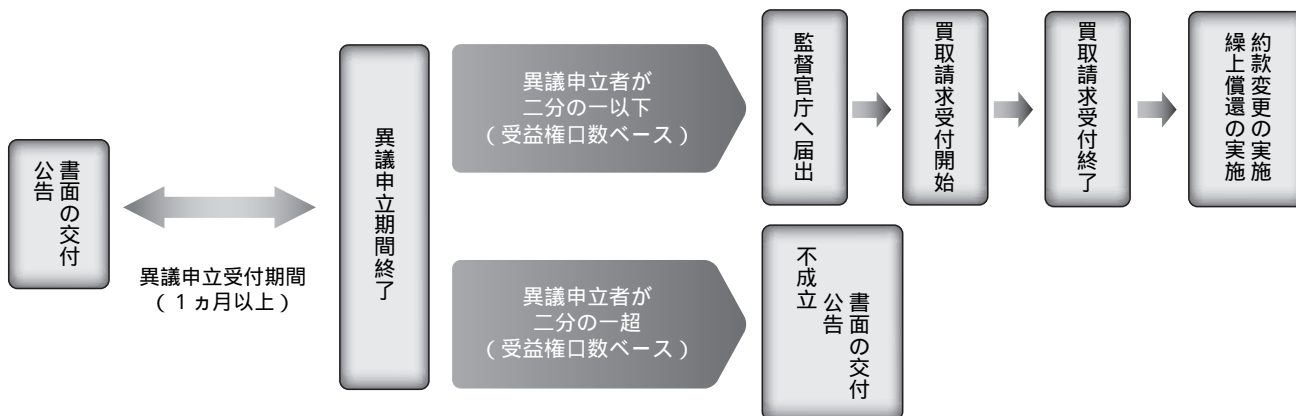 書面の交付
公告
異議申立受付期間
（１ヵ月以上）
異議申立期間終了
異議申立者が
二分の一以下
（受益権口数ベース）
監督官庁へ届出
買取請求受付開始
買取請求受付終了
約款変更の実施
繰上償還の実施
異議申立者が
二分の一超
（受益権口数ベース）
書面の交付
公告
不成立